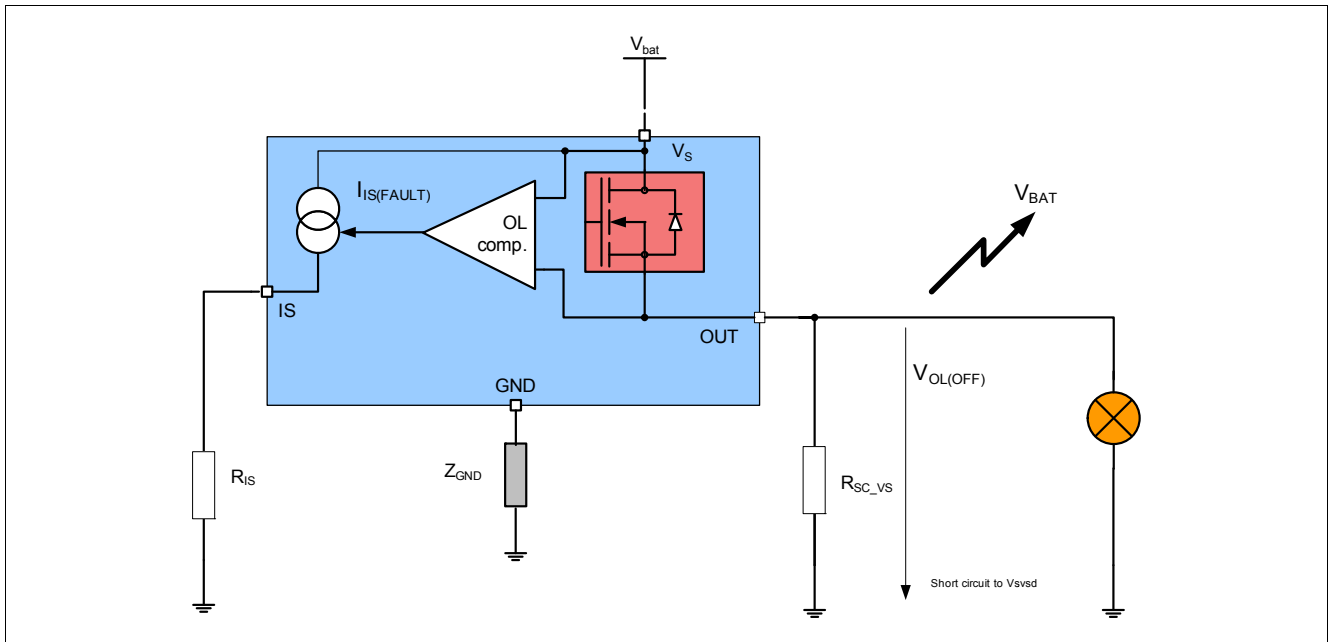 Vbat
VS
IIS(FAULT)
OL
comp.
VBAT
IS
OUT
VOL(OFF)
GND
RIS
ZGND
RSC_VS
Short circuit to Vsvsd